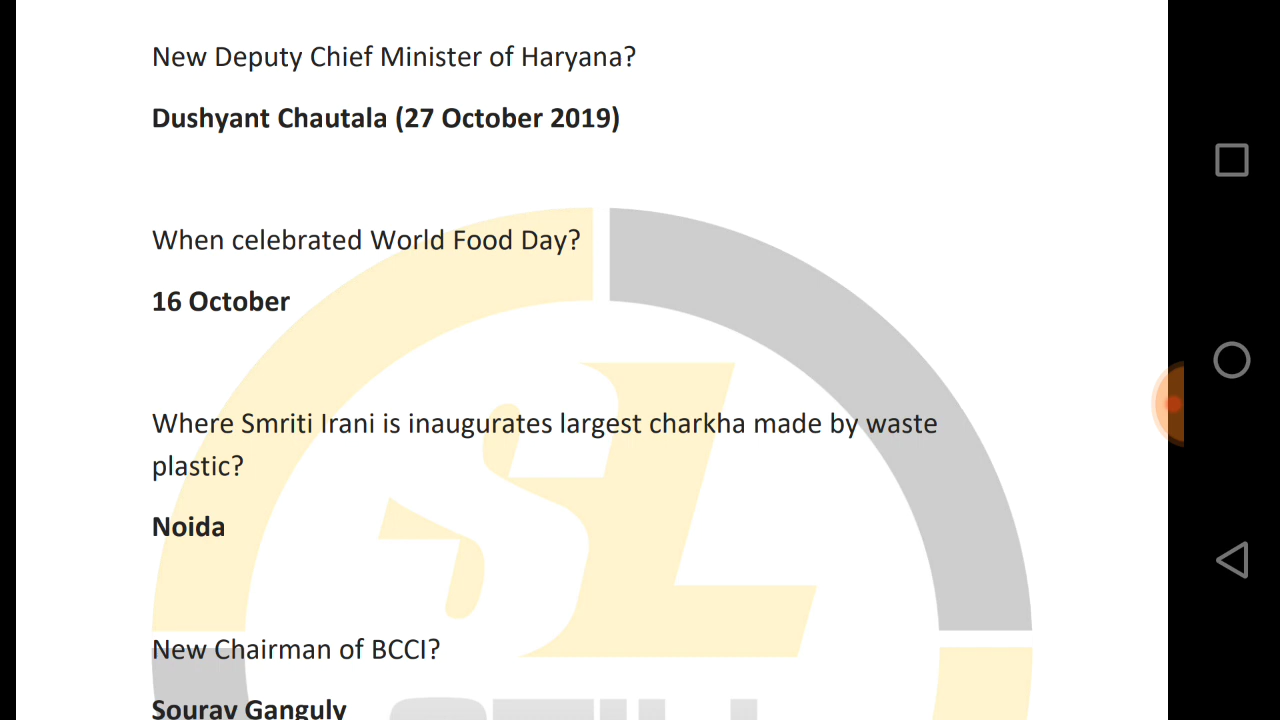 New Deputy Chief Minister of Haryana?
Dushyant Chautala (27 October 2019)
When celebrated World Food Day?
16 October
Where Smriti Irani is inaugurates largest charkha made by waste
plastic?
Noida
New Chairman of BCCI?
Sourav Ganguly
SL